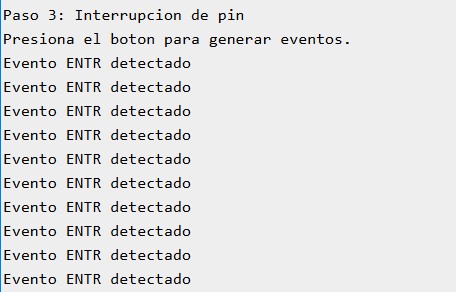 Paso 3: Interrupcion de pin
Presiona el boton para generar eventos.
Evento ENTR detectado
Evento ENTR detectado
Evento ENTR detectado
Evento ENTR detectado
Evento ENTR detectado
Evento ENTR detectado
Evento ENTR detectado
Evento ENTR detectado
Evento ENTR detectado
Evento ENTR detectado